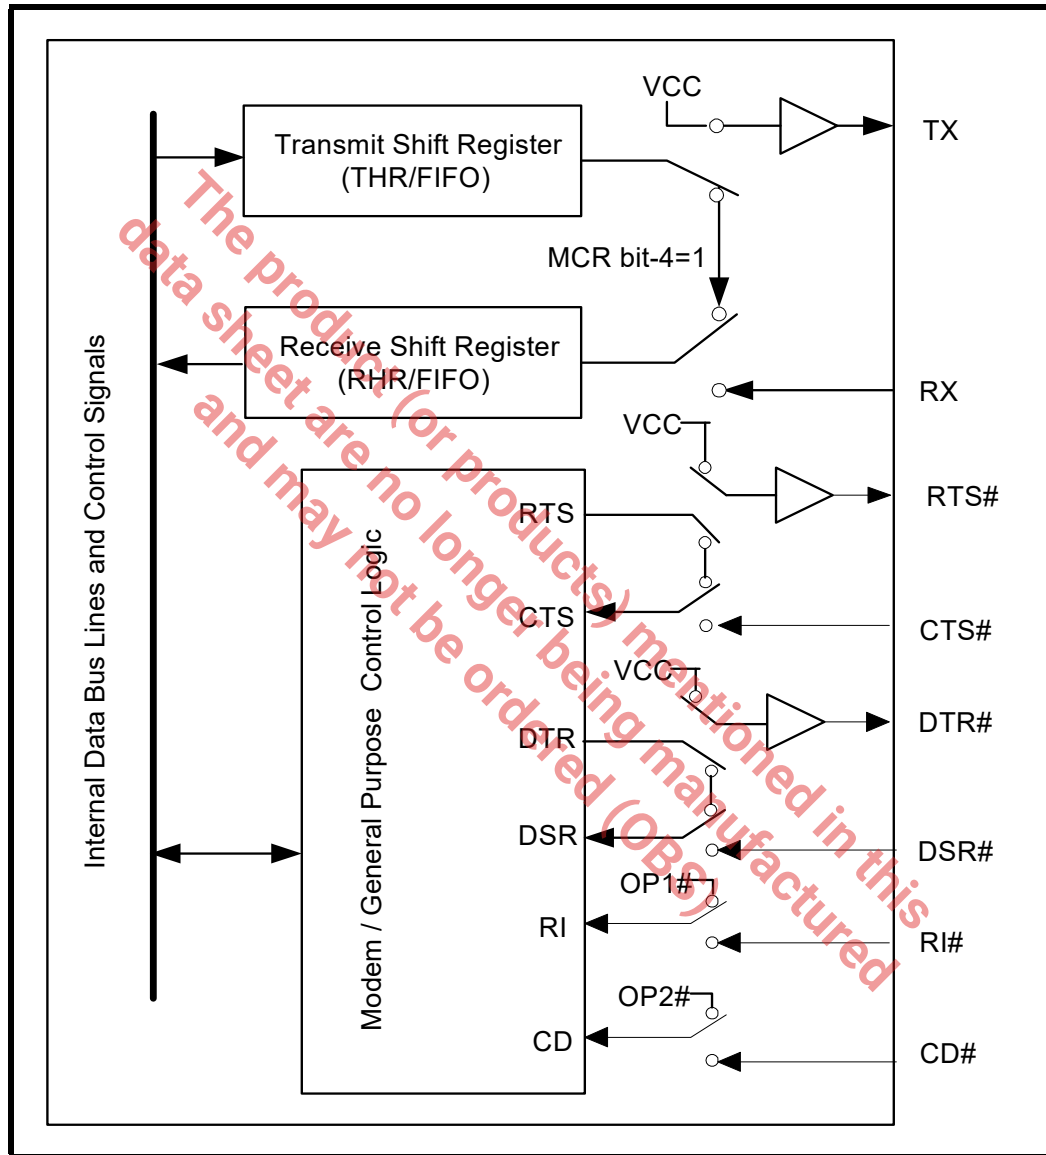 VCC
TX
Transmit Shift Register
(THR/FIFO)
MCR bit-4=1
Receive Shift Register
(RHR/FIFO)
RX
VCC
RTS#
RTS
CTS
CTS#
VCC
DTR#
DTR
DSR
DSR#
OP1#
RI
RI#
OP2#
CD
CD#
Internal Data Bus Lines and Control Signals
Modem / General Purpose Control Logic
The product (or products) mentioned in this
data sheet are no longer being manufactured
and may not be ordered (OBS)